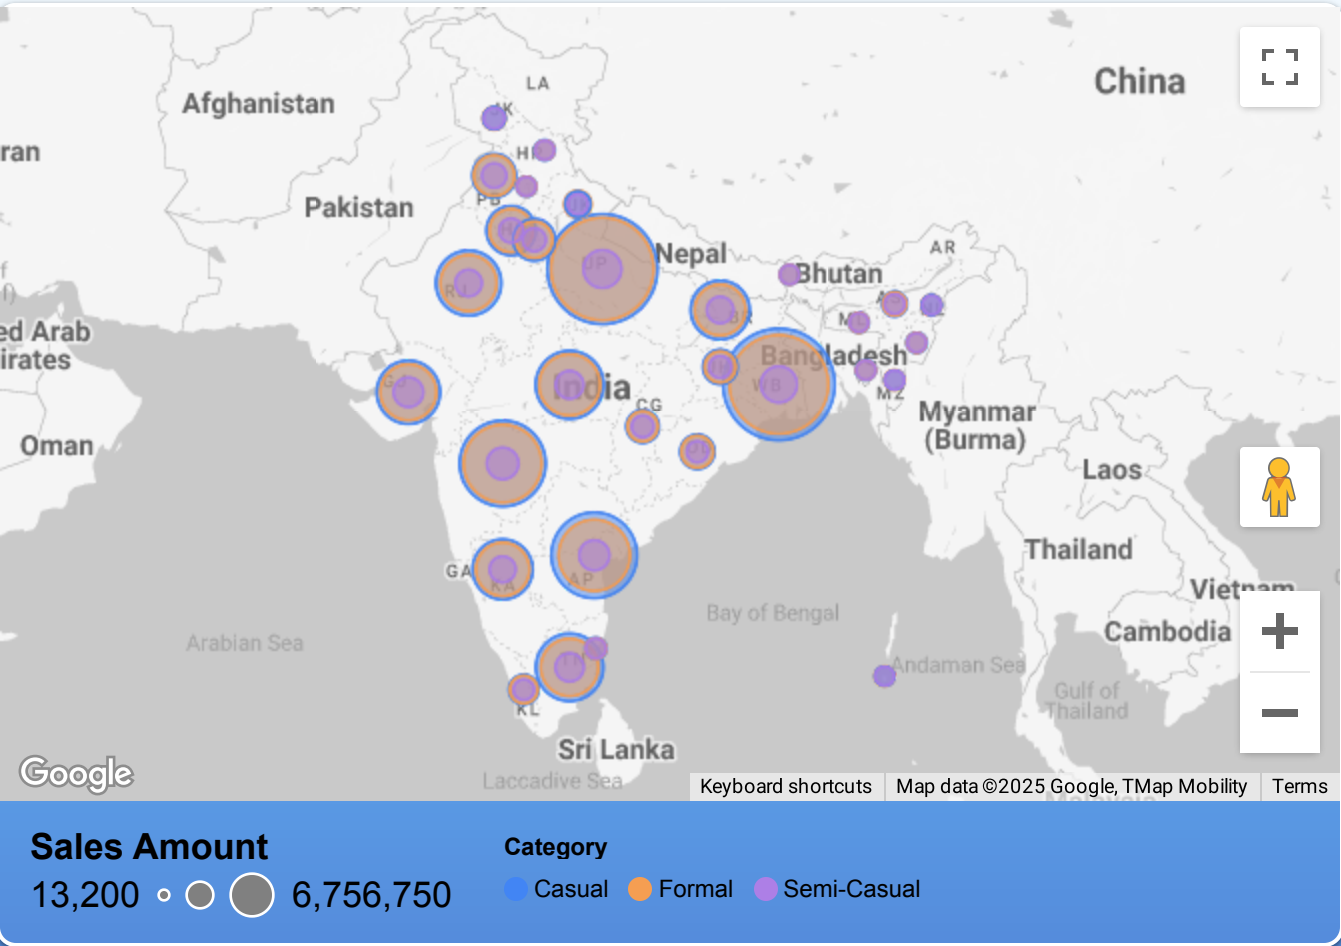 LA
China
Afghanistan
JK
ran
HP
Pakistan
PB
Nepal
AR
Bhutan
UP
RJ
ed Arab
irates
BR
Bangladesh
GJ
India
WB
CG
MZ
Myanmar
(Burma)
Oman
Laos
Thailand
GA
KA
AP
Vietnam
Bay of Bengal
Cambodia
Arabian Sea
TN
Andaman Sea
Gulf of
Thailand
KL
Sri Lanka
Google
Laccadive Sea
Keyboard shortcuts
Map data ©2025 Google, TMap Mobility
Terms
Sales Amount
13,200
6,756,750
Category
Casual
Formal
Semi-Casual